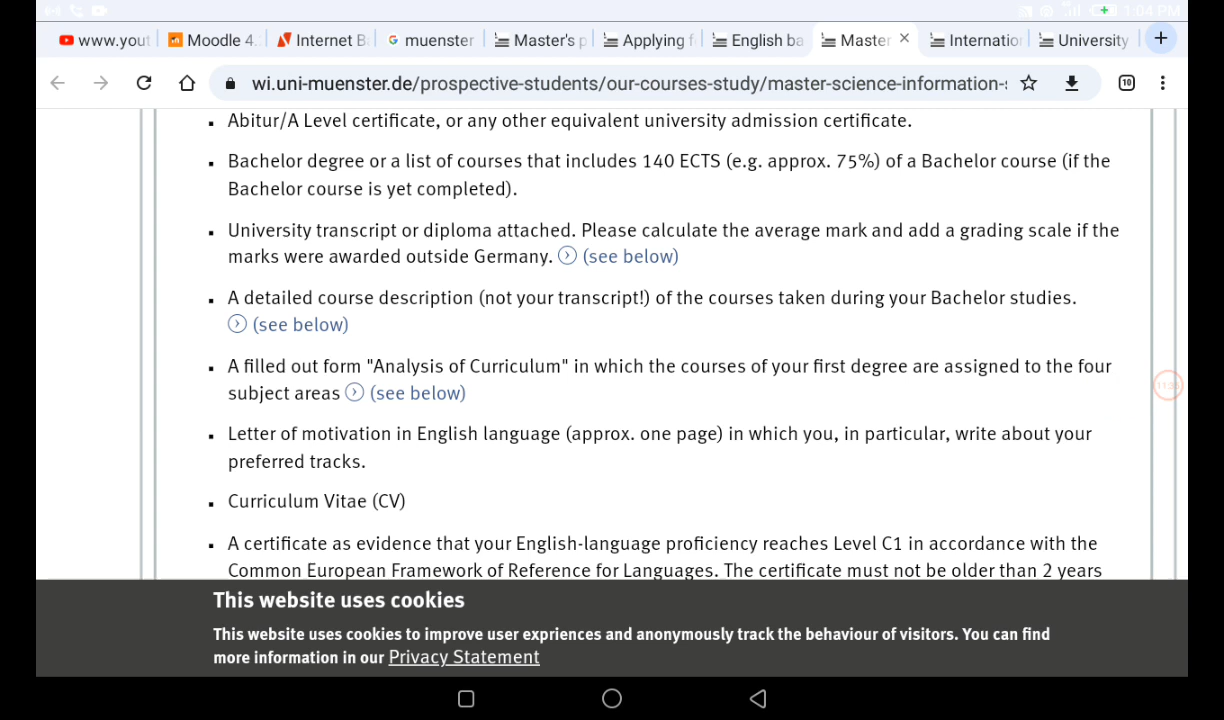 1:04 PM
www.yout
Moodle 4.
Internet B
muenster
Master's p
Applying f
English ba
Master
Internatio
University
wi.uni-muenster.de/prospective-students/our-courses-study/master-science-information-
10
Abitur/A Level certificate, or any other equivalent university admission certificate.
Bachelor degree or a list of courses that includes 140 ECTS (e.g. approx. 75%) of a Bachelor course (if the
Bachelor course is yet completed).
University transcript or diploma attached. Please calculate the average mark and add a grading scale if the
marks were awarded outside Germany. (see below)
A detailed course description (not your transcript!) of the courses taken during your Bachelor studies.
(see below)
A filled out form "Analysis of Curriculum" in which the courses of your first degree are assigned to the four
subject areas (see below)
Letter of motivation in English language (approx. one page) in which you, in particular, write about your
preferred tracks.
Curriculum Vitae (CV)
A certificate as evidence that your English-language proficiency reaches Level C1 in accordance with the
Common European Framework of Reference for Languages. The certificate must not be older than 2 years
This website uses cookies
This website uses cookies to improve user expriences and anonymously track the behaviour of visitors. You can find
more information in our Privacy Statement